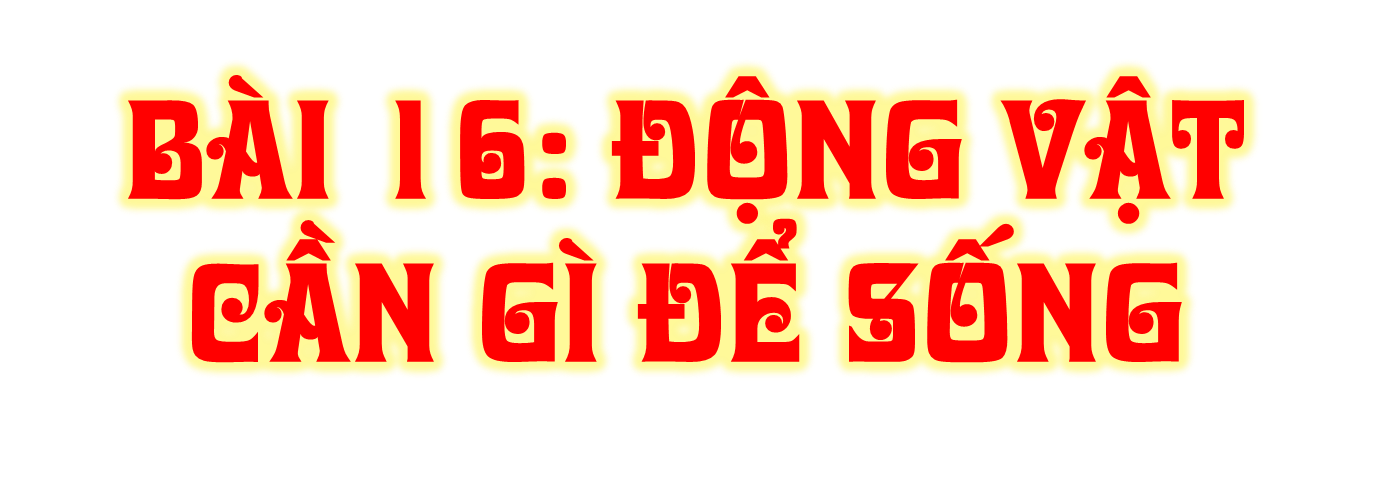 BÀI 16: ĐỘNG VẬT
CẦN GÌ ĐỂ SỐNG